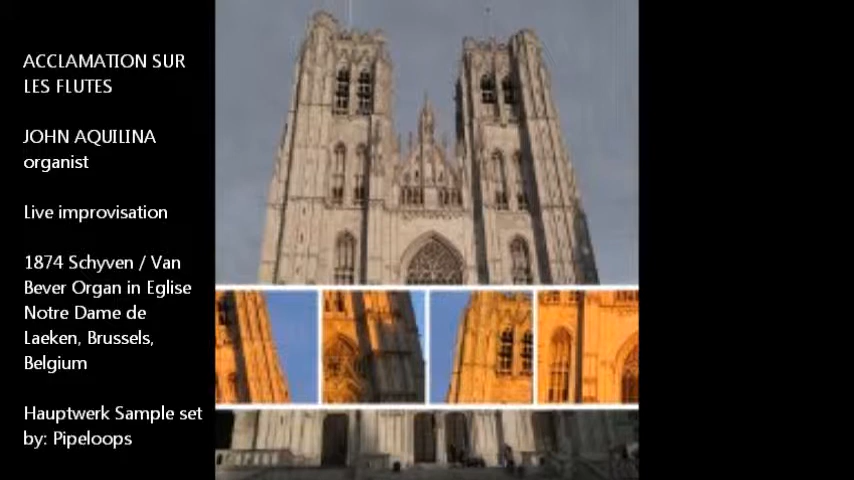 ACCLAMATION SUR
LES FLUTES
JOHN AQUILINA
organist
Live improvisation
1874 Schyven / Van
Bever Organ in Eglise
Notre Dame de
Laeken, Brussels,
Belgium
Hauptwerk Sample set
by: Pipeloops